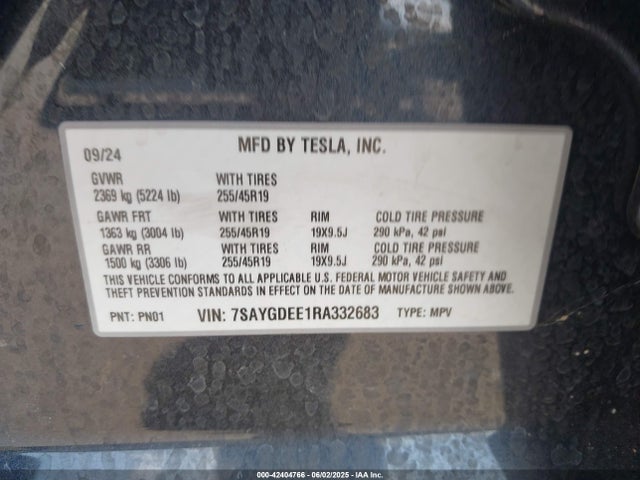 MFD BY TESLA, INC.
09/24
GVWR WITH TIRES
2369 kg (5224 lb) 255/45R19
GAWR FRT WITH TIRES RIM COLD TIRE PRESSURE
1363 kg (3004 lb) 255/45R19 19X9.5J 290 kPa, 42 psi
GAWR RR WITH TIRES RIM COLD TIRE PRESSURE
1500 kg (3306 lb) 255/45R19 19X9.5J 290 kPa, 42 psi
THIS VEHICLE CONFORMS TO ALL APPLICABLE U.S. FEDERAL MOTOR VEHICLE SAFETY AND
THEFT PREVENTION STANDARDS IN EFFECT ON THE DATE OF MANUFACTURE SHOWN ABOVE.
PNT: PN01 VIN: 7SAYGDEE1RA332683 TYPE: MPV
000-42404766 - 06/02/2025 - IAA Inc.